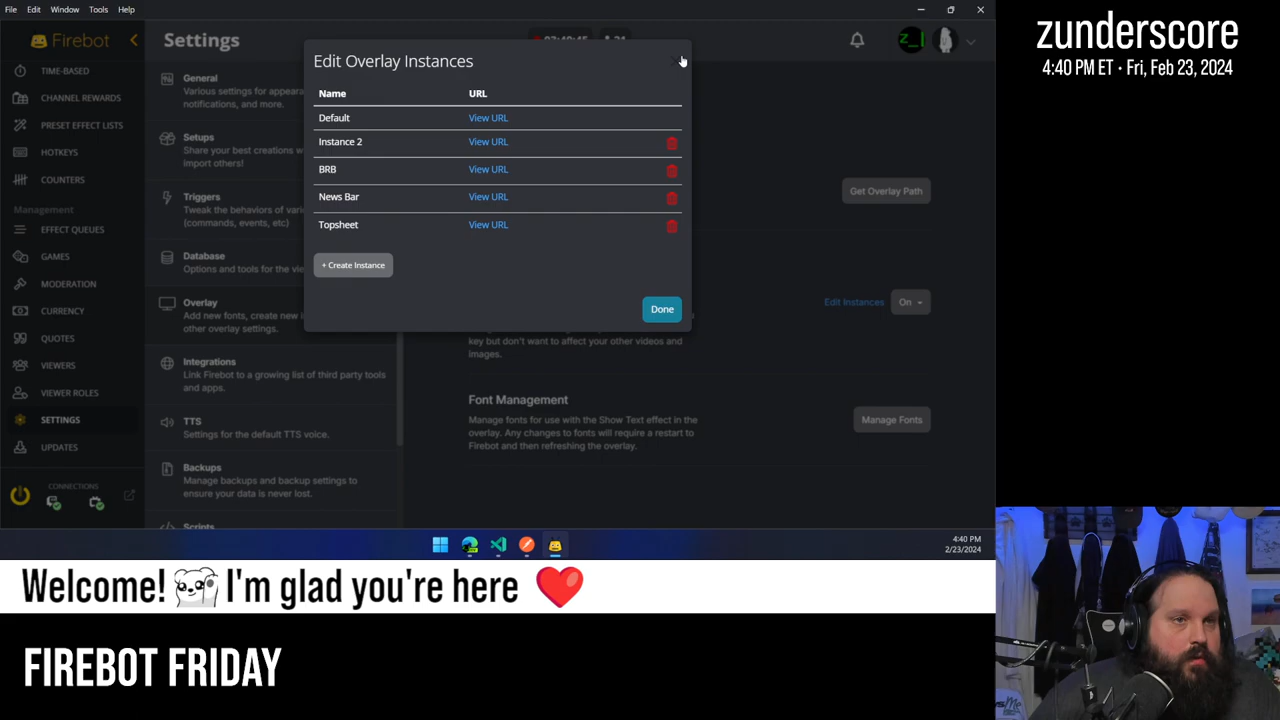 File Edit Window Tools Help
Firebot
TIME-BASED
CHANNEL REWARDS
PRESET EFFECT LISTS
HOTKEYS
COUNTERS
Management
EFFECT QUEUES
GAMES
MODERATION
CURRENCY
QUOTES
VIEWERS
VIEWER ROLES
SETTINGS
UPDATES
CONNECTIONS
Settings
General
Various settings for appea
notifications, and more.
Setups
Share your best creations
import others!
Triggers
Tweak the behaviors of vari
(commands, events, etc)
Database
Options and tools for the vie
Overlay
Add new fonts, create new i
other overlay settings.
Integrations
Link Firebot to a growing list of third party tools
and apps.
TTS
Settings for the default TTS voice.
Backups
Manage backups and backup settings to
ensure your data is never lost.
Scripts
Edit Overlay Instances
Name URL
Default View URL
Instance 2 View URL
BRB View URL
News Bar View URL
Topsheet View URL
+ Create Instance
Done
Get Overlay Path
Edit Instances On
key but don't want to affect your other videos and
images.
Font Management
Manage fonts for use with the Show Text effect in the
overlay. Any changes to fonts will require a restart to
Firebot and then refreshing the overlay.
Manage Fonts
4:40 PM
2/23/2024
zunderscore
4:40 PM ET • Fri, Feb 23, 2024
Welcome! I'm glad you're here
FIREBOT FRIDAY